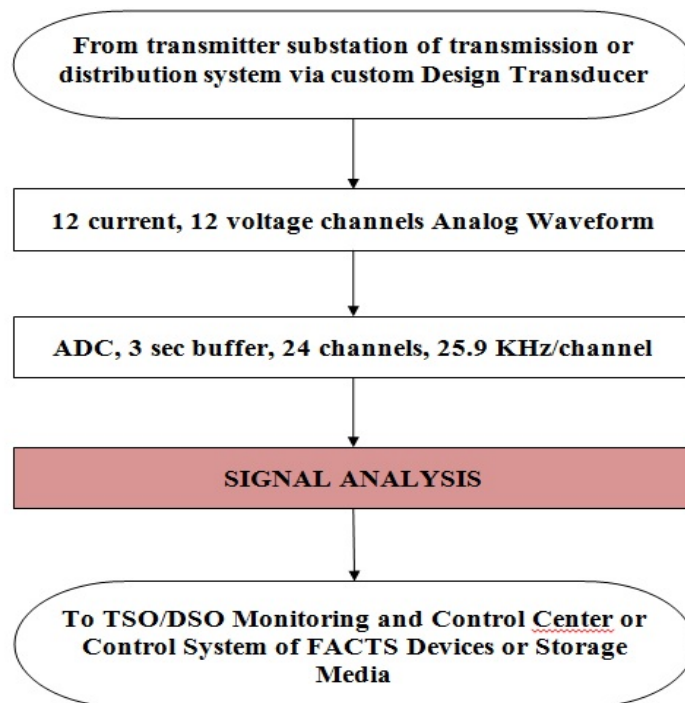 From transmitter substation of transmission or
distribution system via custom Design Transducer
12 current, 12 voltage channels Analog Waveform
ADC, 3 sec buffer, 24 channels, 25.9 KHz/channel
SIGNAL ANALYSIS
To TSO/DSO Monitoring and Control Center or
Control System of FACTS Devices or Storage
Media